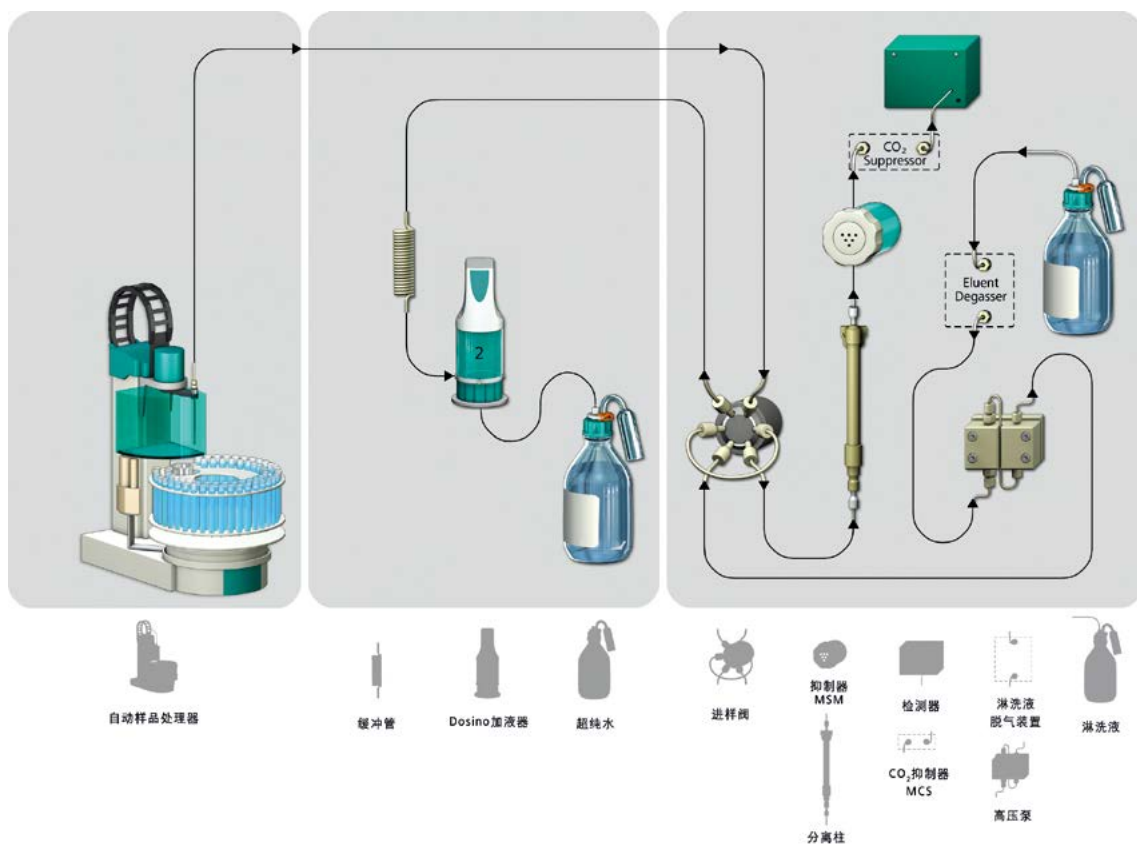 CO₂
Suppressor
Eluent
Degasser
2
自动样品处理器
缓冲管
Dosino加液器
超纯水
进样阀
抑制器
MSM
检测器
淋洗液
脱气装置
淋洗液
CO₂抑制器
MCS
高压泵
分离柱